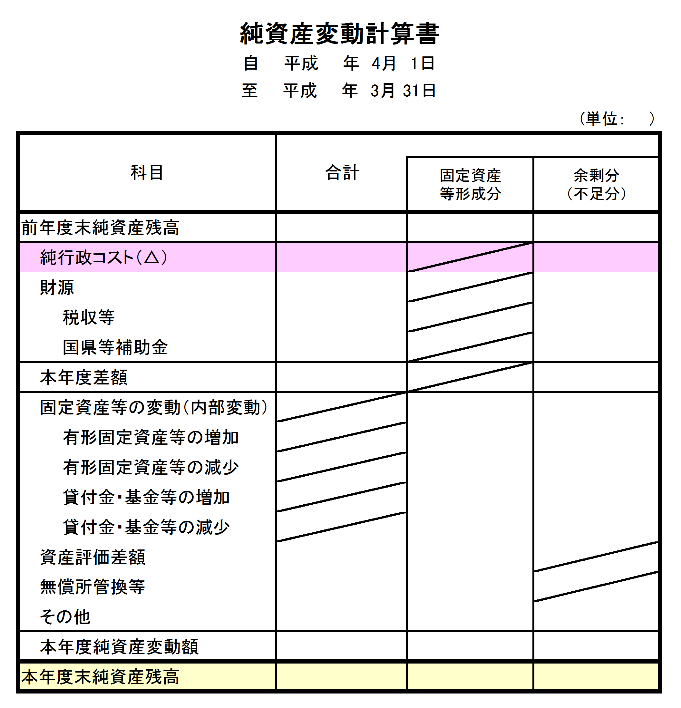 純資産変動計算書
自 平成 年 4月 1日
至 平成 年 3月 31日
（単位： ）
科目 合計 固定資産 余剰分
等形成分 （不足分）
前年度末純資産残高
純行政コスト（△）
財源
税収等
国県等補助金
本年度差額
固定資産等の変動（内部変動）
有形固定資産等の増加
有形固定資産等の減少
貸付金・基金等の増加
貸付金・基金等の減少
資産評価差額
無償所管換等
その他
本年度純資産変動額
本年度末純資産残高